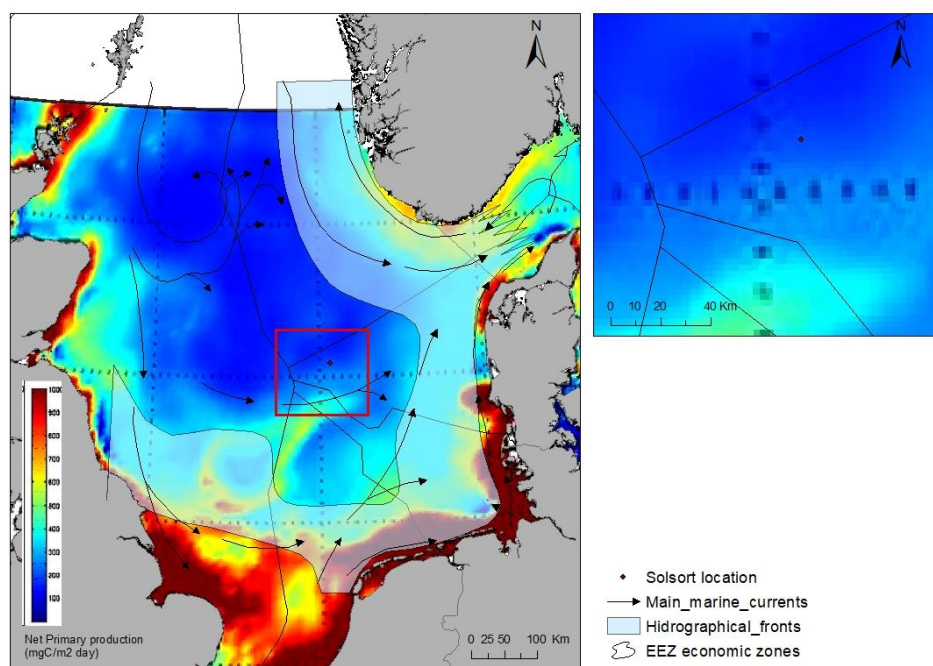 N
N
0 10 20 40 Km
1000
900
800
700
600
500
400
300
200
100
0
Net Primary production
(mgC/m2 day)
0 25 50 100 Km
Solsort location
Main_marine_currents
Hidrographical_fronts
EEZ economic zones